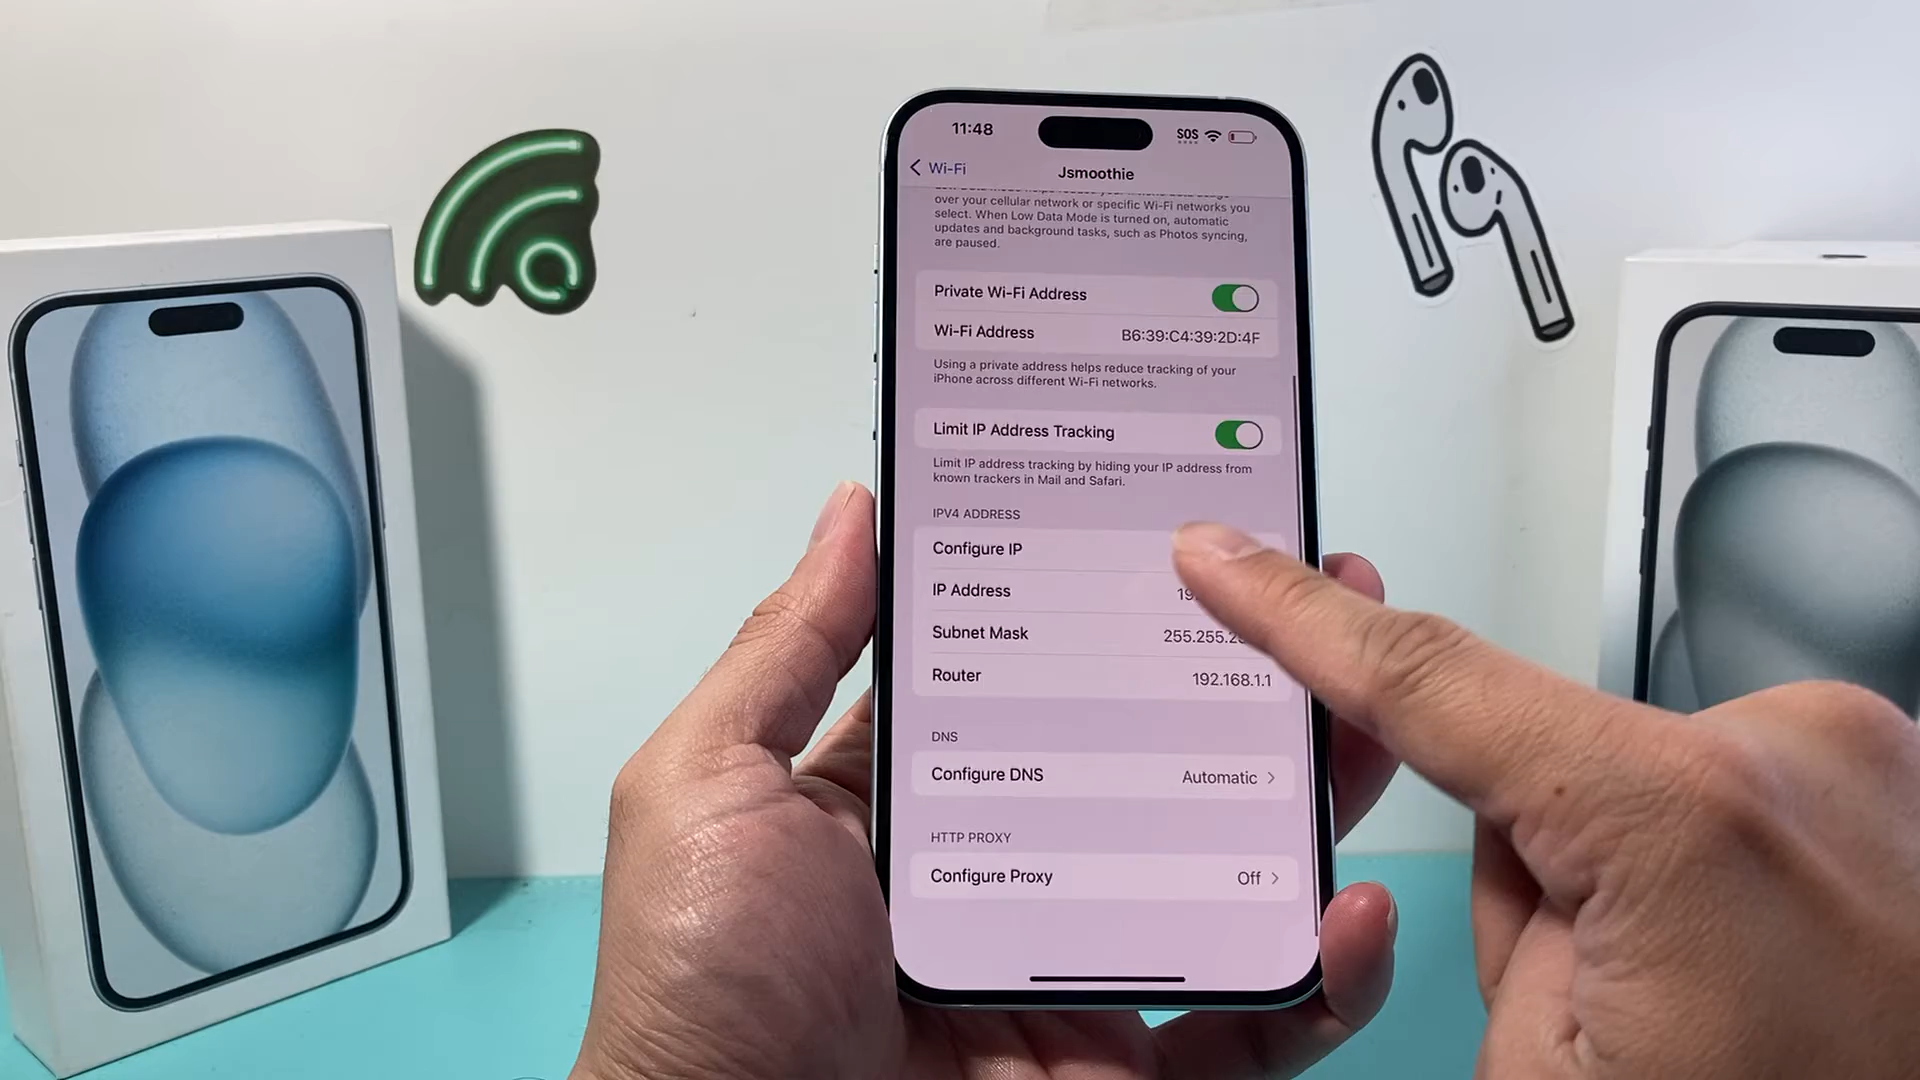 11:48
SOS
Wi-Fi
Jsmoothie
over your cellular network or specific Wi-Fi networks you
select. When Low Data Mode is turned on, automatic
updates and background tasks, such as Photos syncing,
are paused.
Private Wi-Fi Address
Wi-Fi Address B6:39:C4:39:2D:4F
Using a private address helps reduce tracking of your
iPhone across different Wi-Fi networks.
Limit IP Address Tracking
Limit IP address tracking by hiding your IP address from
known trackers in Mail and Safari.
IPV4 ADDRESS
Configure IP
IP Address
Subnet Mask 255.255.2
Router 192.168.1.1
DNS
Configure DNS Automatic
HTTP PROXY
Configure Proxy Off